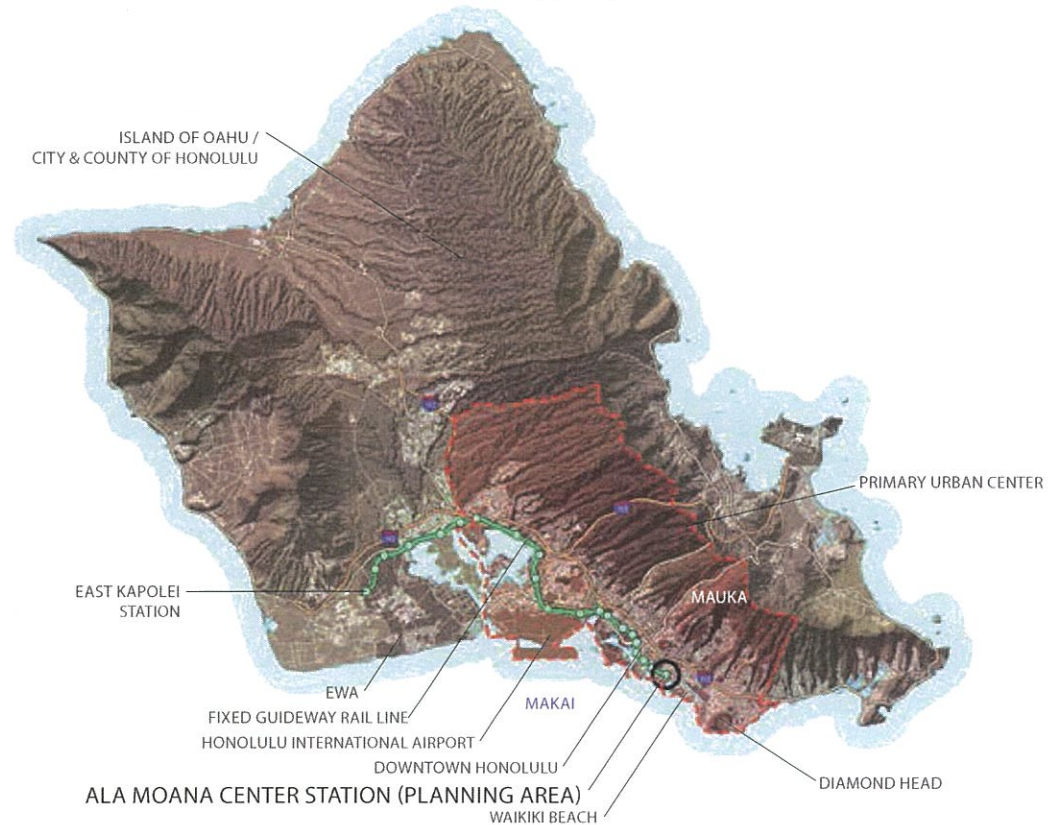 ISLAND OF OAHU /
CITY & COUNTY OF HONOLULU
PRIMARY URBAN CENTER
EAST KAPOLEI
STATION
MAUKA
EWA
MAKAI
FIXED GUIDEWAY RAIL LINE
HONOLULU INTERNATIONAL AIRPORT
DOWNTOWN HONOLULU
DIAMOND HEAD
ALA MOANA CENTER STATION (PLANNING AREA)
WAIKIKI BEACH